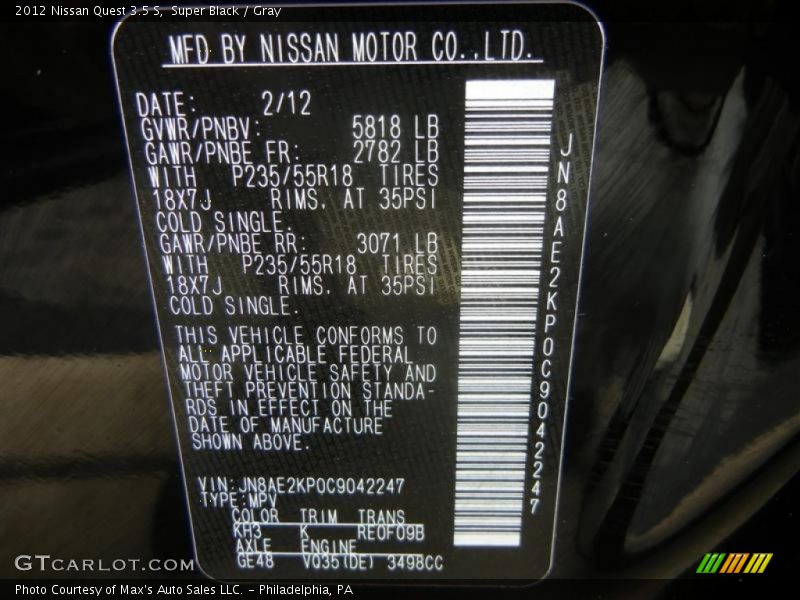 2012 Nissan Quest 3.5 S, Super Black / Gray
MFD BY NISSAN MOTOR CO.,LTD.
DATE: 2/12
GVWR/PNBV: 5818 LB
GAWR/PNBE FR: 2782 LB
WITH P235/55R18 TIRES
18X7J RIMS. AT 35PSI
COLD SINGLE.
GAWR/PNBE RR: 3071 LB
WITH P235/55R18 TIRES
18X7J RIMS. AT 35PSI
COLD SINGLE.
THIS VEHICLE CONFORMS TO
ALL APPLICABLE FEDERAL
MOTOR VEHICLE SAFETY AND
THEFT PREVENTION STANDA-
RDS IN EFFECT ON THE
DATE OF MANUFACTURE
SHOWN ABOVE.
VIN:JN8AE2KP0C9042247
TYPE:MPV
COLOR TRIM TRANS
KH3 K RE0F09B
AXLE ENGINE
GE48 VQ35(DE) 3498CC
JN8AE2KP0C9042247
GTCARLOT.COM
Photo Courtesy of Max's Auto Sales LLC. - Philadelphia, PA